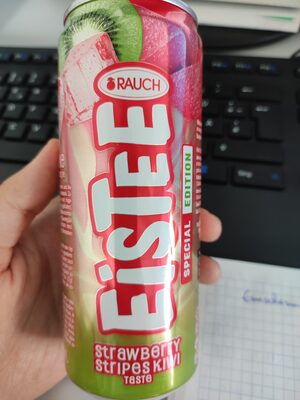 RAUCH
EiSTEE
SPECIAL EDITION
strawberry
stripes kiwi
taste